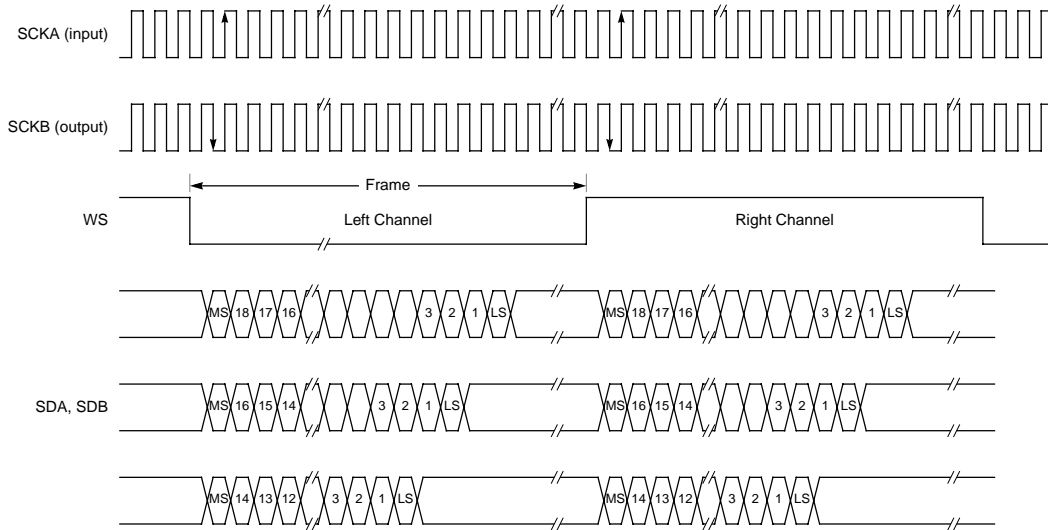 SCKA (input)
SCKB (output)
Frame
WS
Left Channel
Right Channel
MS 18 17 16 3 2 1 LS MS 18 17 16 3 2 1 LS
SDA, SDB
MS 16 15 14 3 2 1 LS MS 16 15 14 3 2 1 LS
MS 14 13 12 3 2 1 LS MS 14 13 12 3 2 1 LS